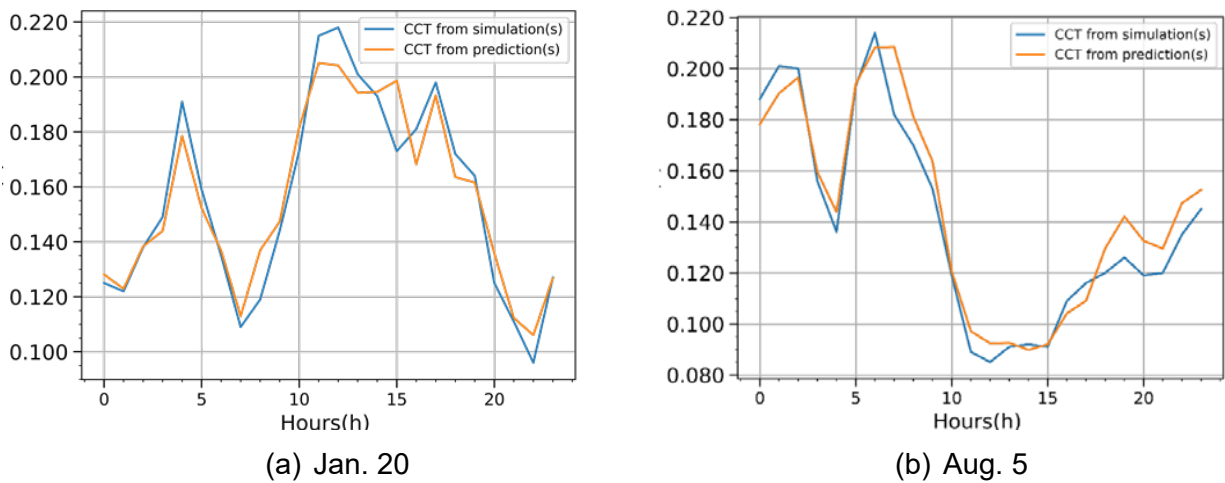 0.220
0.200
0.180
0.160
0.140
0.120
0.100
CCT from simulation(s)
CCT from prediction(s)
0 5 10 15 20
Hours(h)
(a) Jan. 20
0.220
0.200
0.180
0.160
0.140
0.120
0.100
0.080
CCT from simulation(s)
CCT from prediction(s)
0 5 10 15 20
Hours(h)
(b) Aug. 5